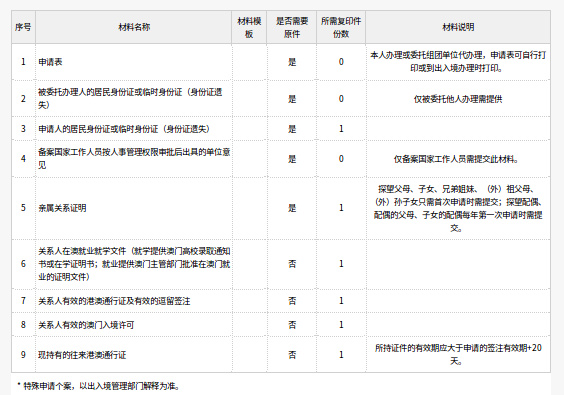 序号 材料名称 材料模板 是否需要原件 所需复印件份数 材料说明
1 申请表 是 0 本人办理或委托组团单位代办理，申请表可自行打印或到出入境办理时打印。
2 被委托办理人的居民身份证或临时身份证（身份证遗失） 是 0 仅被委托他人办理需提供
3 申请人的居民身份证或临时身份证（身份证遗失） 是 1
4 备案国家工作人员按人事管理权限审批后出具的单位意见 是 0 仅备案国家工作人员需提交此材料。
5 亲属关系证明 是 1 探望父母、子女、兄弟姐妹、（外）祖父母、（外）孙子女只需首次申请时需提交；探望配偶、配偶的父母、子女的配偶每年第一次申请时需提交。
6 关系人在澳就业就学文件（就学提供澳门高校录取通知书或在学证明书；就业提供澳门主管部门批准在澳门就业的证明文件） 否 1
7 关系人有效的港澳通行证及有效的逗留签注 否 1
8 关系人有效的澳门入境许可 否 1
9 现持有的往来港澳通行证 否 1 所持证件的有效期应大于申请的签注有效期+20天。
* 特殊申请个案，以出入境管理部门解释为准。